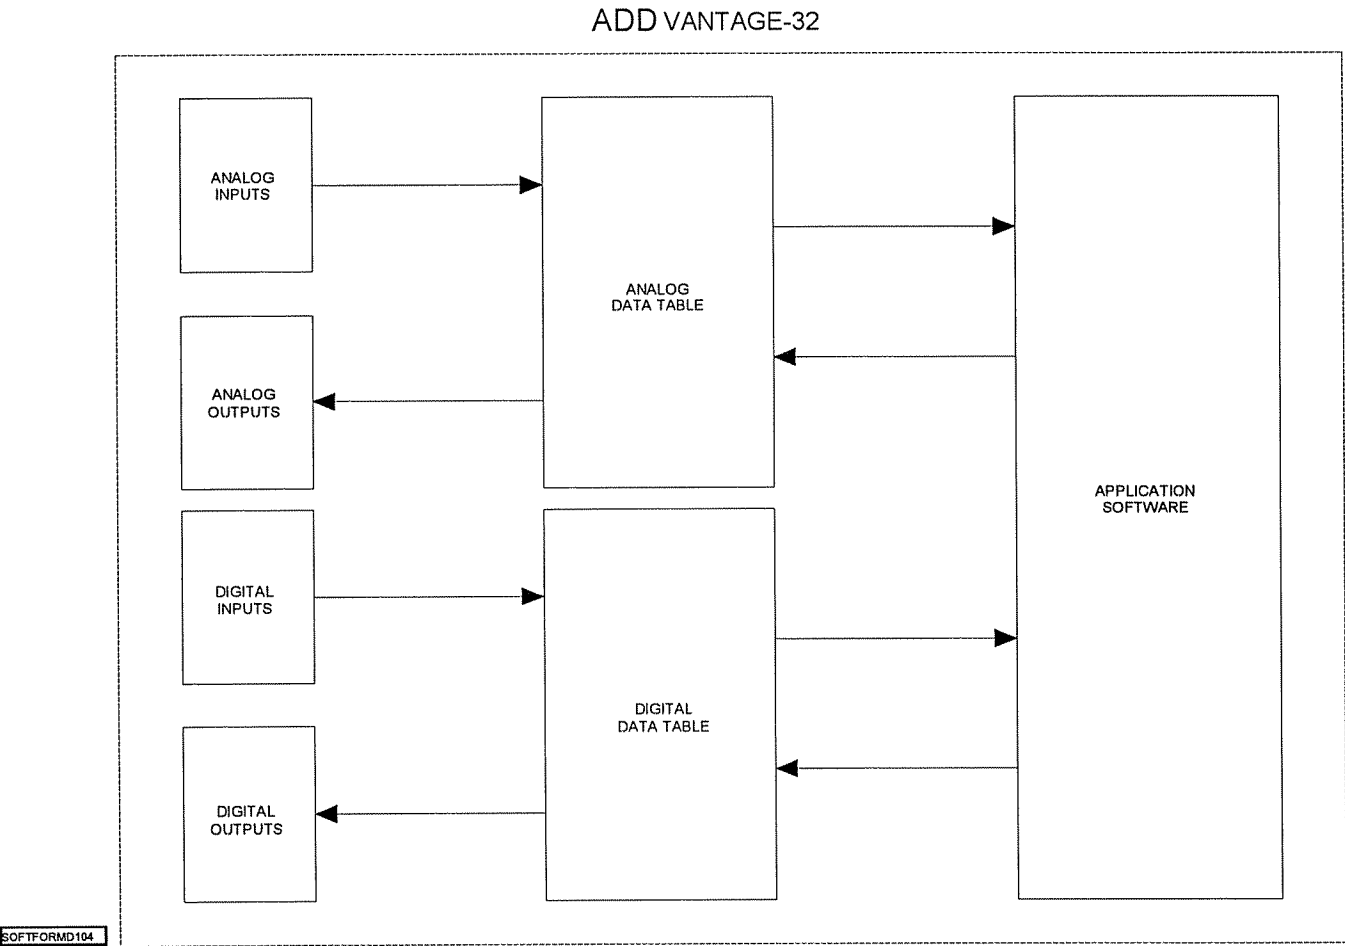 ADD VANTAGE-32
ANALOG
INPUTS
ANALOG
DATA TABLE
ANALOG
OUTPUTS
APPLICATION
SOFTWARE
DIGITAL
INPUTS
DIGITAL
DATA TABLE
DIGITAL
OUTPUTS
SOFTFORMD104